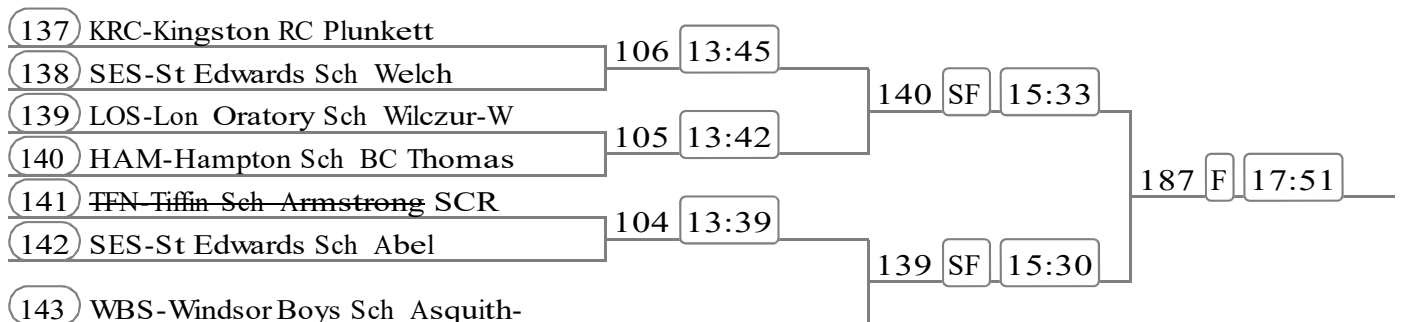 137 KRC-Kingston RC Plunkett
106 13:45
138 SES-St Edwards Sch Welch
140 SF 15:33
139 LOS-Lon Oratory Sch Wilczur-W
105 13:42
140 HAM-Hampton Sch BC Thomas
187 F 17:51
141 TFN-Tiffin Sch Armstrong SCR
104 13:39
142 SES-St Edwards Sch Abel
139 SF 15:30
143 WBS-Windsor Boys Sch Asquith-